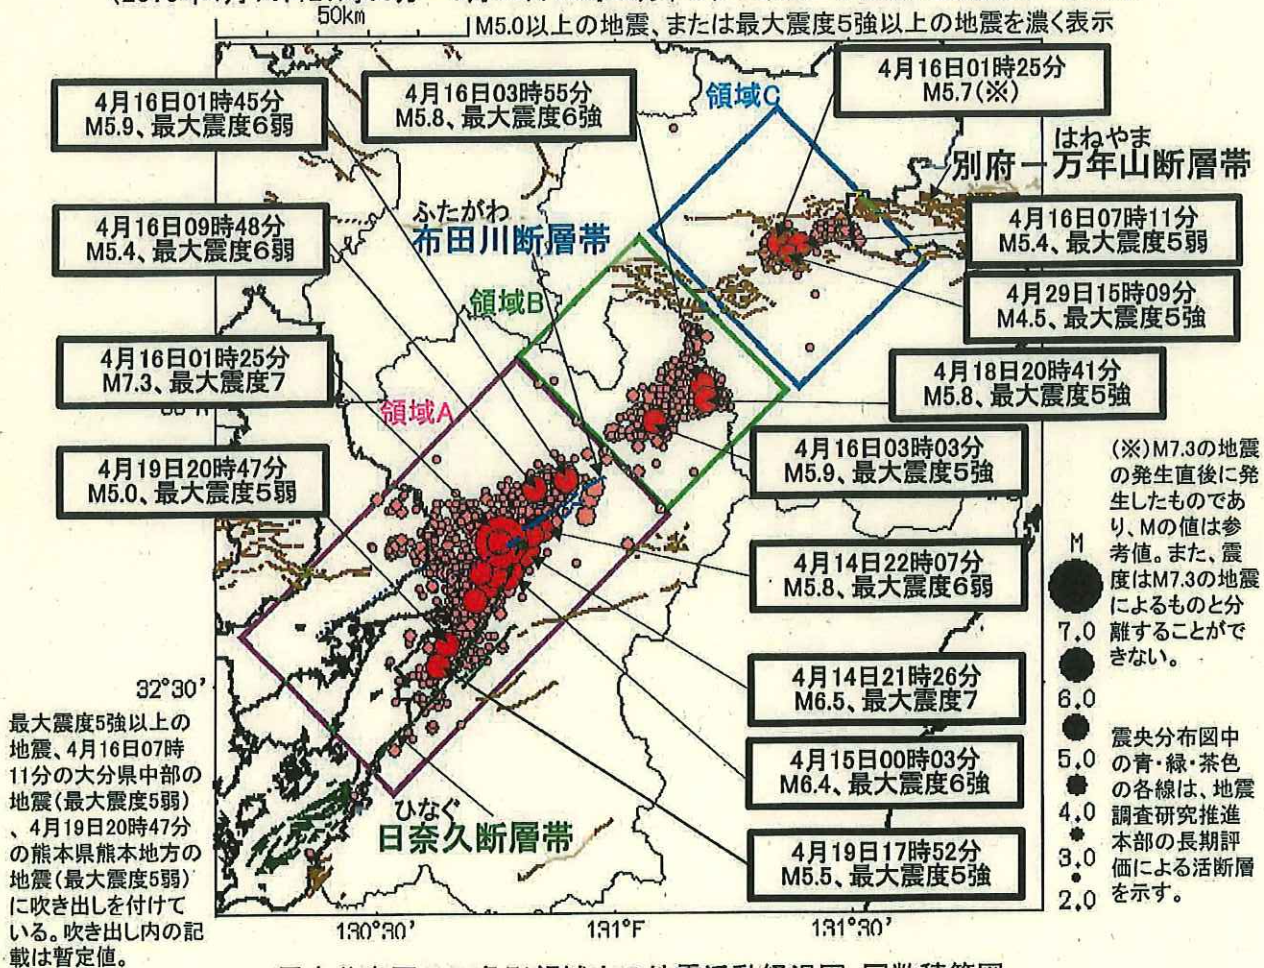 50km
M5.0以上の地震、または最大震度5強以上の地震を濃く表示
4月16日01時45分
M5.9、最大震度6弱
4月16日03時55分
M5.8、最大震度6強
領域C
4月16日01時25分
M5.7(※)
はねやま
別府－万年山断層帯
4月16日09時48分
M5.4、最大震度6弱
ふたがわ
布田川断層帯
4月16日07時11分
M5.4、最大震度5弱
領域B
4月29日15時09分
M4.5、最大震度5強
4月16日01時25分
M7.3、最大震度7
4月18日20時41分
M5.8、最大震度5強
領域A
4月16日03時03分
M5.9、最大震度5強
4月19日20時47分
M5.0、最大震度5弱
(※)M7.3の地震
の発生直後に発
生したものであ
り、Mの値は参
考値。また、震
度はM7.3の地震
によるものと分
離することがで
きない。
4月14日22時07分
M5.8、最大震度6弱
M
7.0
6.0
5.0
4.0
3.0
2.0
4月14日21時26分
M6.5、最大震度7
32°30'
4月15日00時03分
M6.4、最大震度6強
震央分布図中
の青・緑・茶色
の各線は、地震
調査研究推進
本部の長期評
価による活断層
を示す。
最大震度5強以上の
地震、4月16日07時
11分の大分県中部の
地震(最大震度5弱)
、4月19日20時47分
の熊本県熊本地方の
地震(最大震度5弱)
に吹き出しを付けて
いる。吹き出し内の記
載は暫定値。
ひなぐ
日奈久断層帯
4月19日17時52分
M5.5、最大震度5強
130°30'
131°E
131°30'